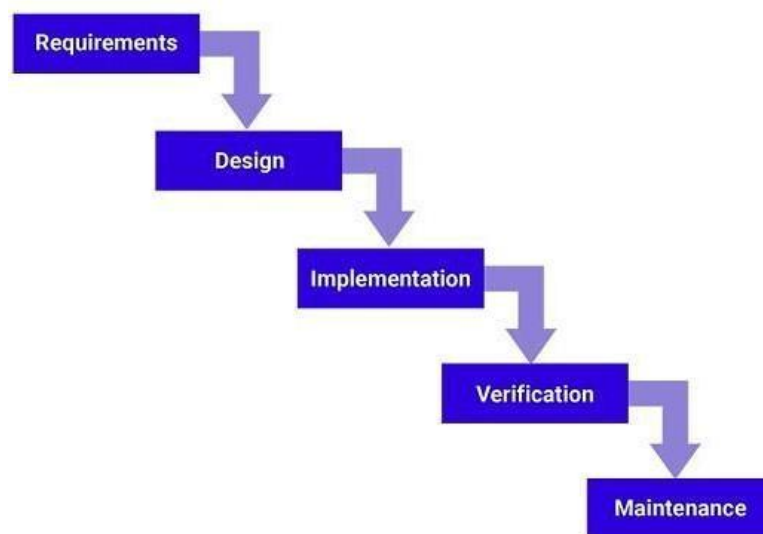 Requirements
Design
Implementation
Verification
Maintenance